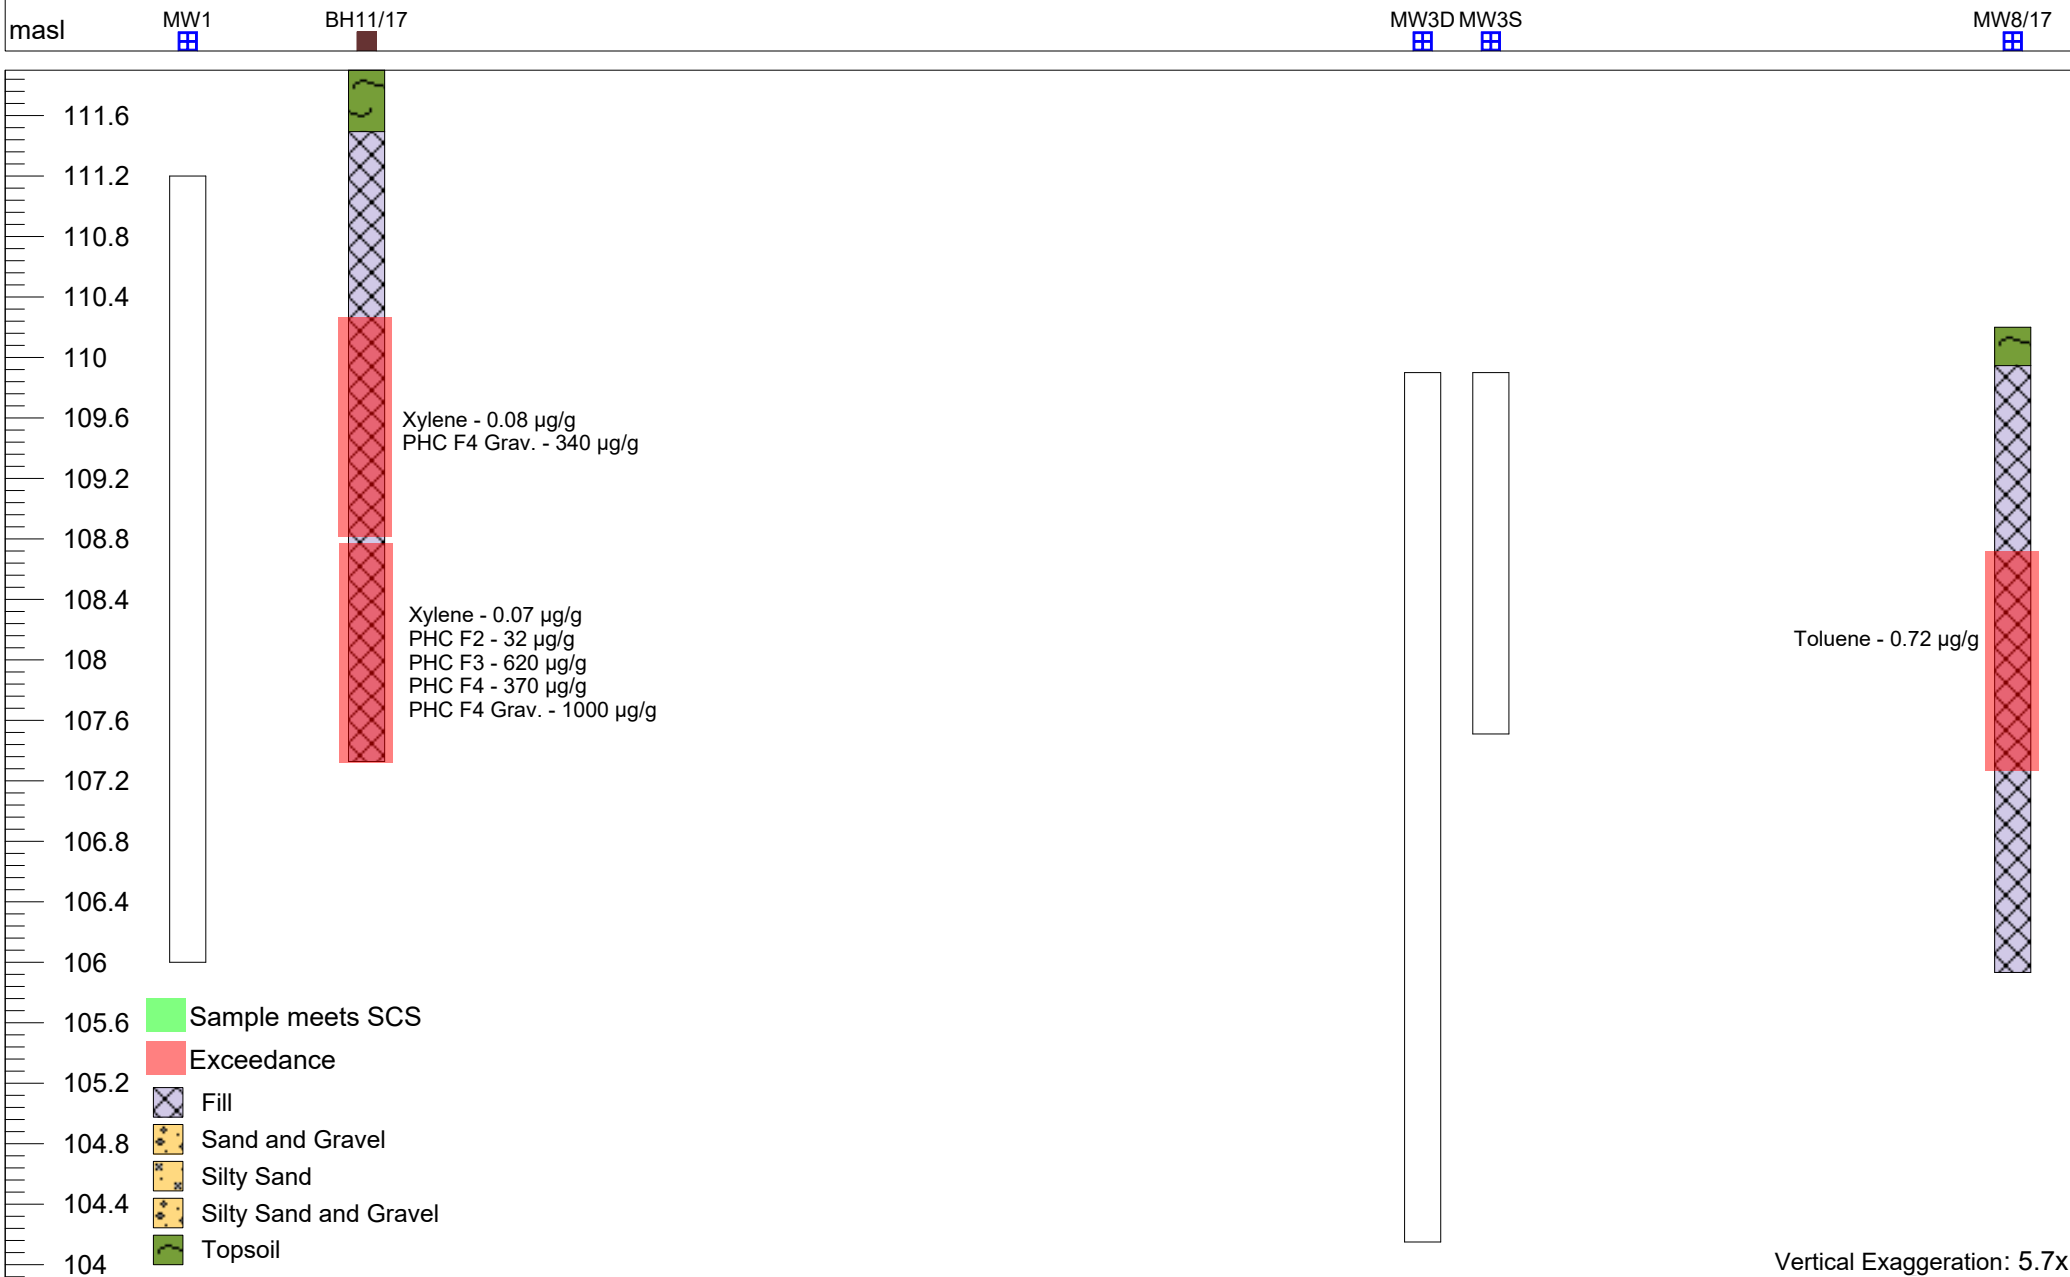 masl
MW1
BH11/17
MW3D
MW3S
MW8/17
111.6
111.2
110.8
110.4
110
109.6
109.2
108.8
108.4
108
107.6
107.2
106.8
106.4
106
105.6
105.2
104.8
104.4
104
Xylene - 0.08 µg/g
PHC F4 Grav. - 340 µg/g
Xylene - 0.07 µg/g
PHC F2 - 32 µg/g
PHC F3 - 620 µg/g
PHC F4 - 370 µg/g
PHC F4 Grav. - 1000 µg/g
Toluene - 0.72 µg/g
Sample meets SCS
Exceedance
Fill
Sand and Gravel
Silty Sand
Silty Sand and Gravel
Topsoil
Vertical Exaggeration: 5.7x